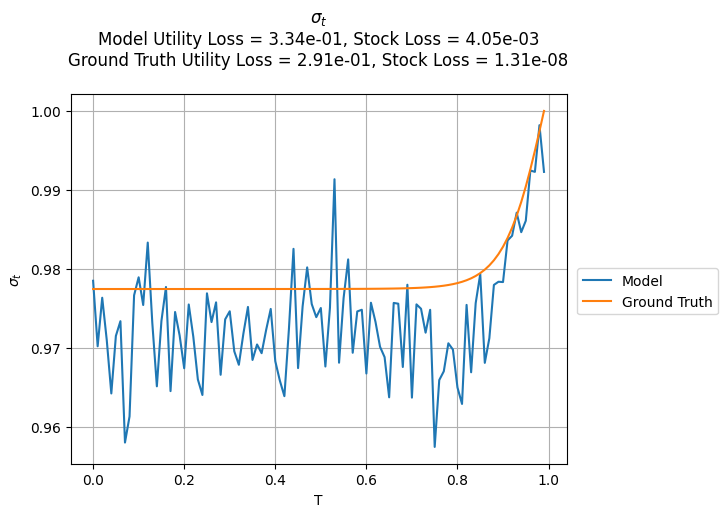 σt
Model Utility Loss = 3.34e-01, Stock Loss = 4.05e-03
Ground Truth Utility Loss = 2.91e-01, Stock Loss = 1.31e-08
1.00
0.99
0.98
0.97
0.96
σt
0.0 0.2 0.4 0.6 0.8 1.0
T
Model
Ground Truth